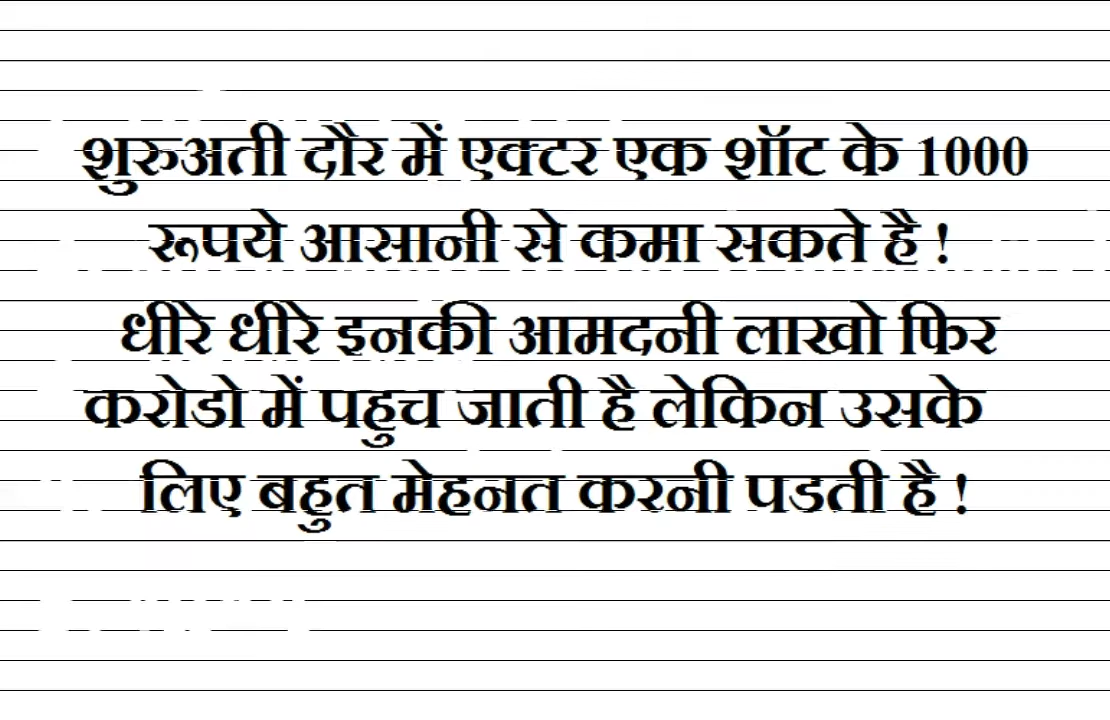 शुरुअती दौर में एक्टर एक शॉट के 1000
रूपये आसानी से कमा सकते है !
धीरे धीरे इनकी आमदनी लाखो फिर
करोडो में पहुच जाती है लेकिन उसके
लिए बहुत मेहनत करनी पडती है !